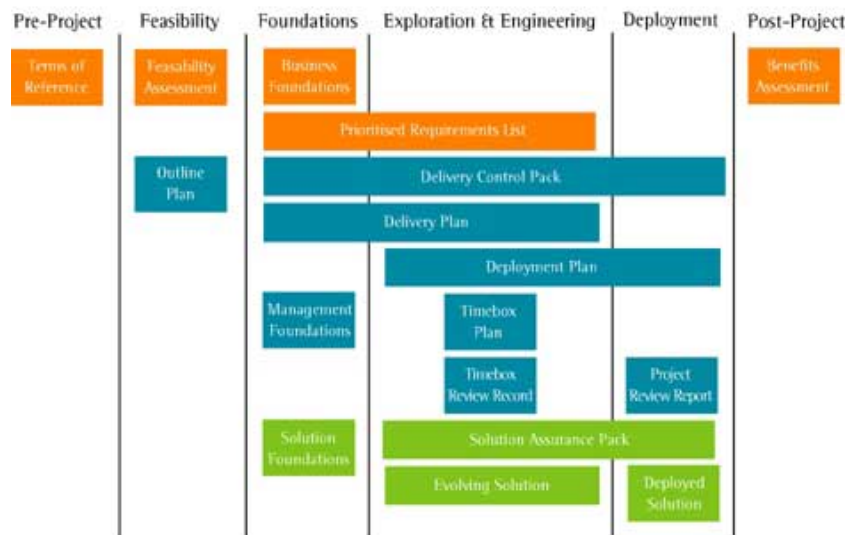 Pre-Project Feasibility Foundations Exploration & Engineering Deployment Post-Project
Terms of
Reference
Feasability
Assessment
Business
Foundations
Benefits
Assessment
Prioritised Requirements List
Outline
Plan
Delivery Control Pack
Delivery Plan
Deployment Plan
Management
Foundations
Timebox
Plan
Timebox
Review Record
Project
Review Report
Solution
Foundations
Solution Assurance Pack
Evolving Solution
Deployed
Solution